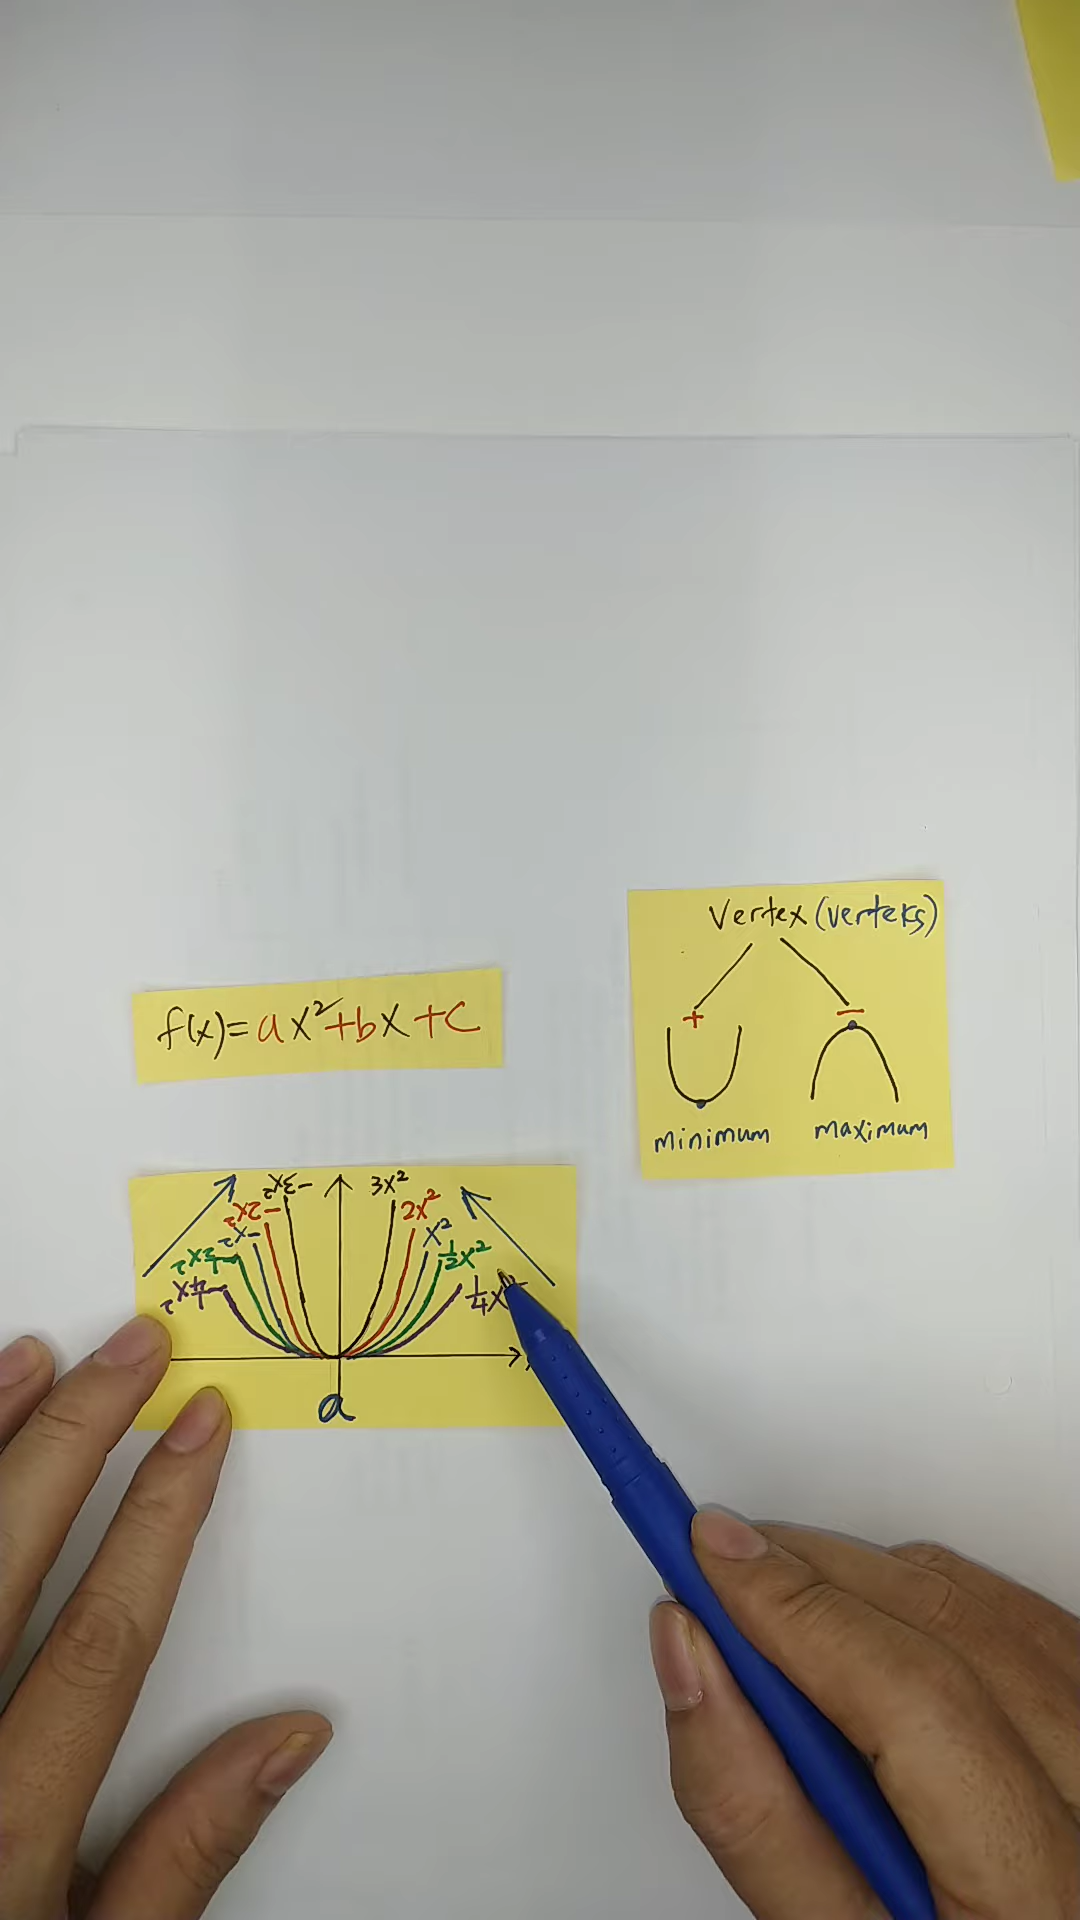 Vertex (verteks)
+ −
minimum maximum
f(x)=ax²+bx+c
-3x² 3x²
-2x² 2x²
-x² x²
-½x² ½x²
-¼x² ¼x²
a